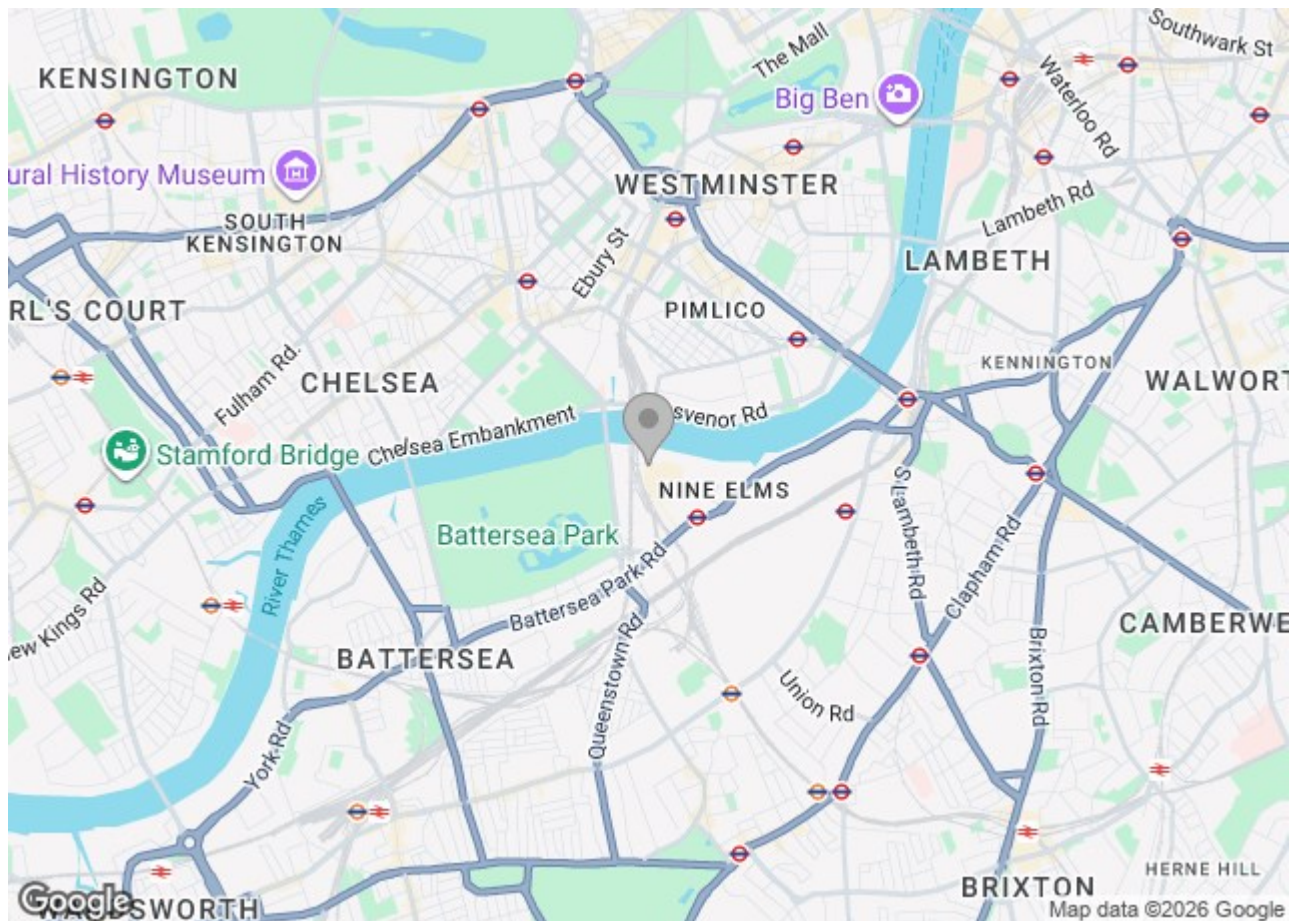 Southwark St
The Mall
KENSINGTON
Waterloo Rd
Big Ben
ural History Museum
WESTMINSTER
Lambeth Rd
SOUTH
KENSINGTON
Ebury St
LAMBETH
RL'S COURT
PIMLICO
Fulham Rd.
KENNINGTON
CHELSEA
WALWORT
Chelsea Embankment
svenor Rd
Stamford Bridge
NINE ELMS
S Lambeth Rd
Clapham Rd
River Thames
Battersea Park
Battersea Park Rd
ew Kings Rd
CAMBERWE
BATTERSEA
Queenstown Rd
Union Rd
Brixton Rd
York Rd
HERNE HILL
BRIXTON
Google
WANDSWORTH
Map data ©2026 Google